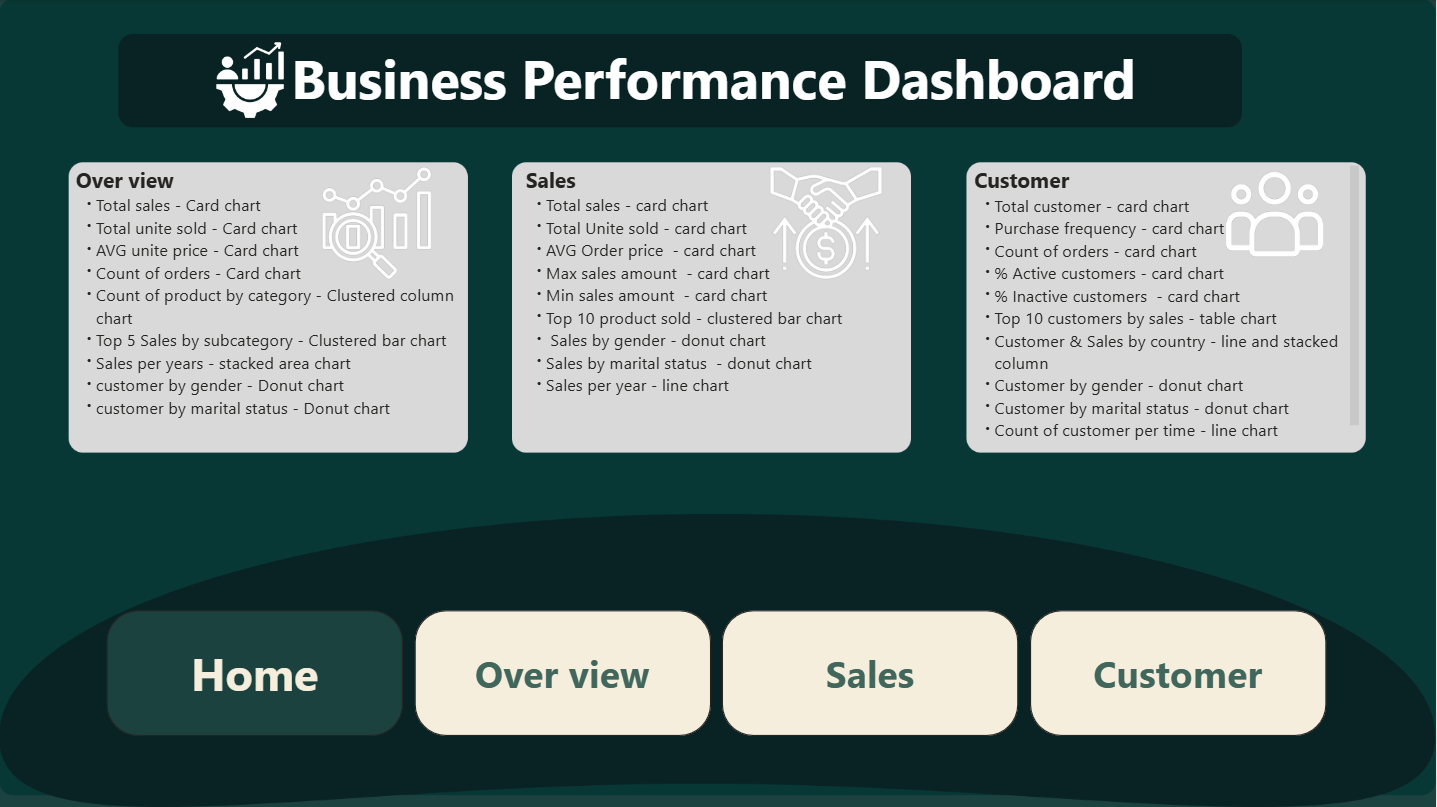 Business Performance Dashboard
Over view
• Total sales - Card chart
• Total unite sold - Card chart
• AVG unite price - Card chart
• Count of orders - Card chart
• Count of product by category - Clustered column
chart
• Top 5 Sales by subcategory - Clustered bar chart
• Sales per years - stacked area chart
• customer by gender - Donut chart
• customer by marital status - Donut chart
Sales
• Total sales - card chart
• Total Unite sold - card chart
• AVG Order price  - card chart
• Max sales amount  - card chart
• Min sales amount  - card chart
• Top 10 product sold - clustered bar chart
•  Sales by gender - donut chart
• Sales by marital status  - donut chart
• Sales per year - line chart
Customer
• Total customer - card chart
• Purchase frequency - card chart
• Count of orders - card chart
• % Active customers - card chart
• % Inactive customers  - card chart
• Top 10 customers by sales - table chart
• Customer & Sales by country - line and stacked
column
• Customer by gender - donut chart
• Customer by marital status - donut chart
• Count of customer per time - line chart
Home
Over view
Sales
Customer